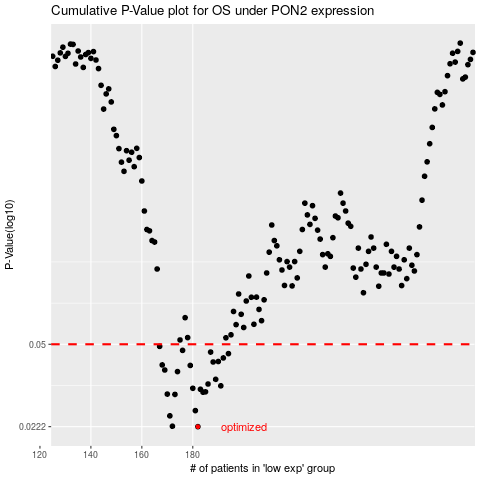 Cumulative P-Value plot for OS under PON2 expression
P-Value(log10)
0.05
0.0222
optimized
120 140 160 180
# of patients in 'low exp' group